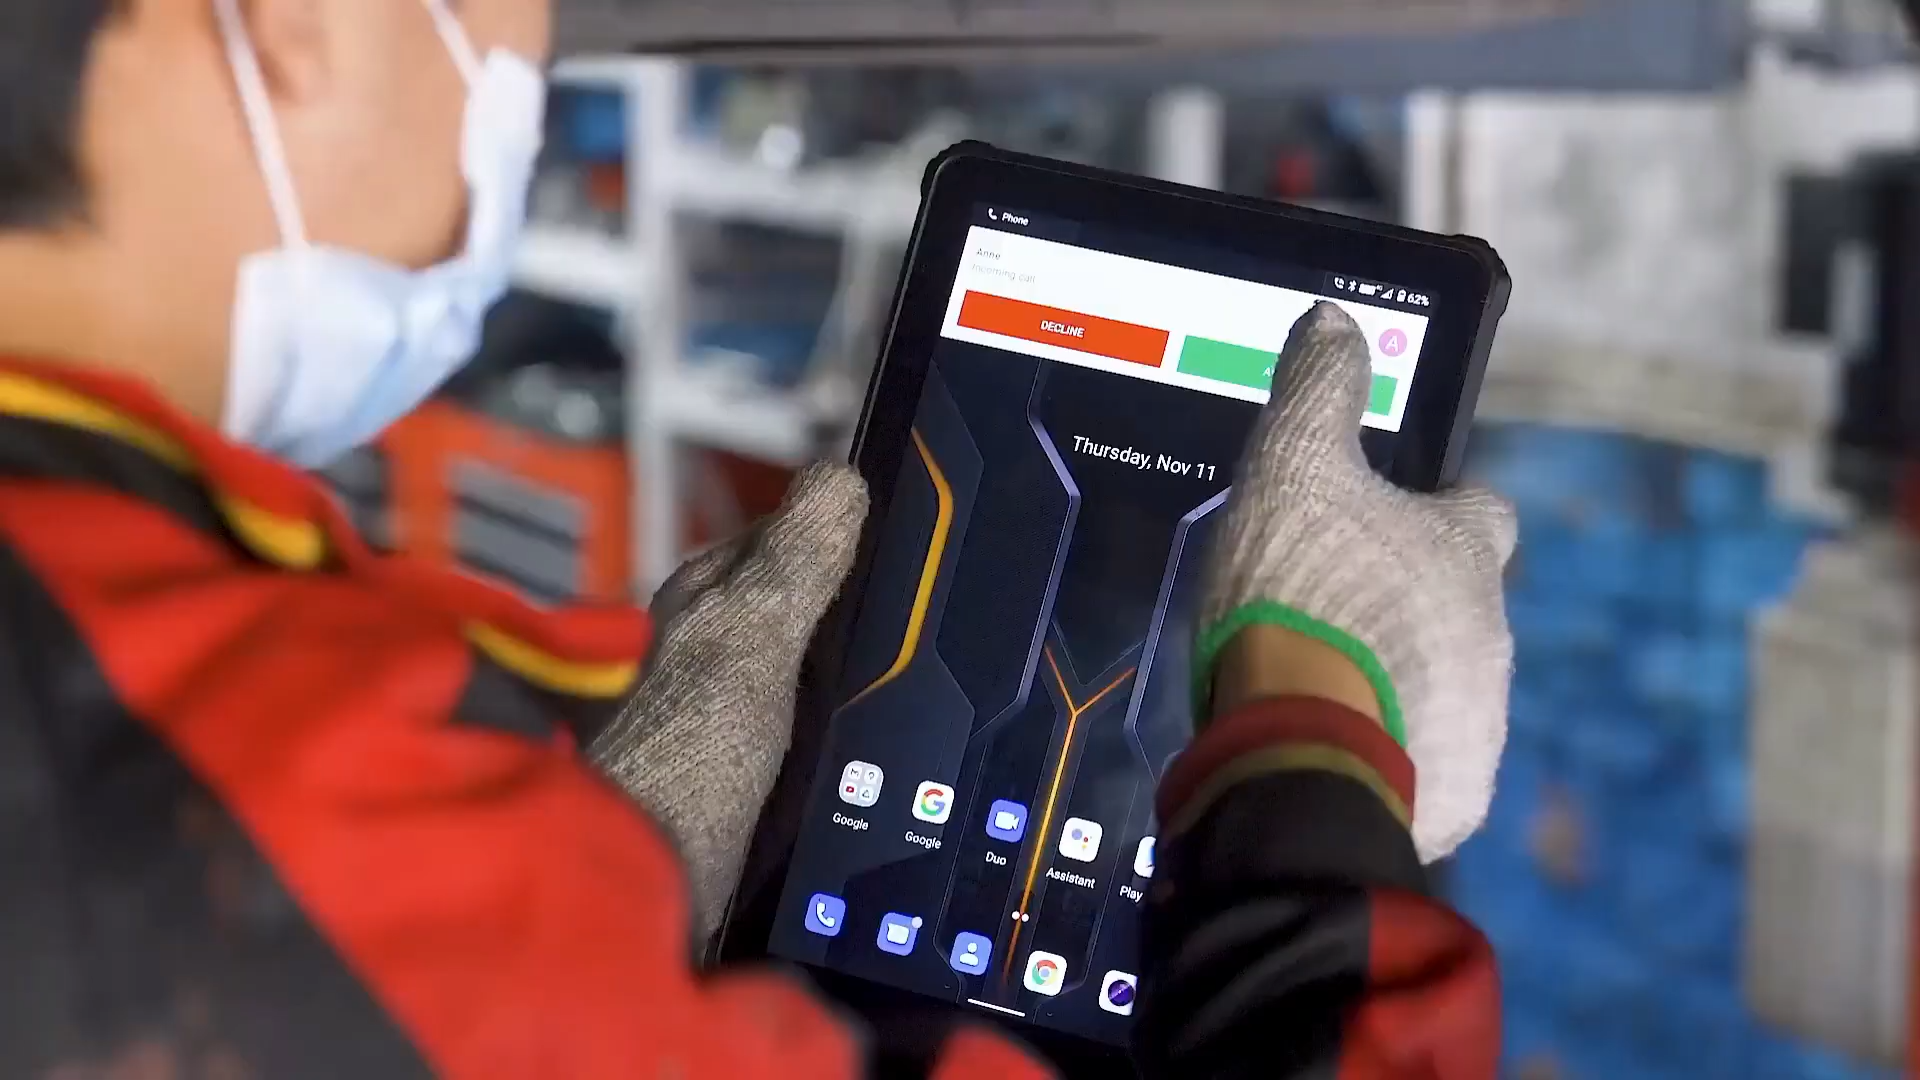 Phone
62%
Anne
Incoming call
DECLINE
Thursday, Nov 11
Google
Google
Duo
Assistant
Play